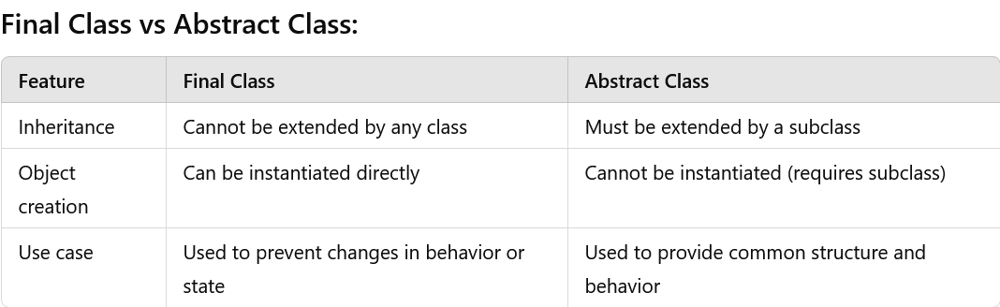 Final Class vs Abstract Class:
Feature Final Class Abstract Class
Inheritance Cannot be extended by any class Must be extended by a subclass
Object Can be instantiated directly Cannot be instantiated (requires subclass)
creation
Use case Used to prevent changes in behavior or Used to provide common structure and
state behavior